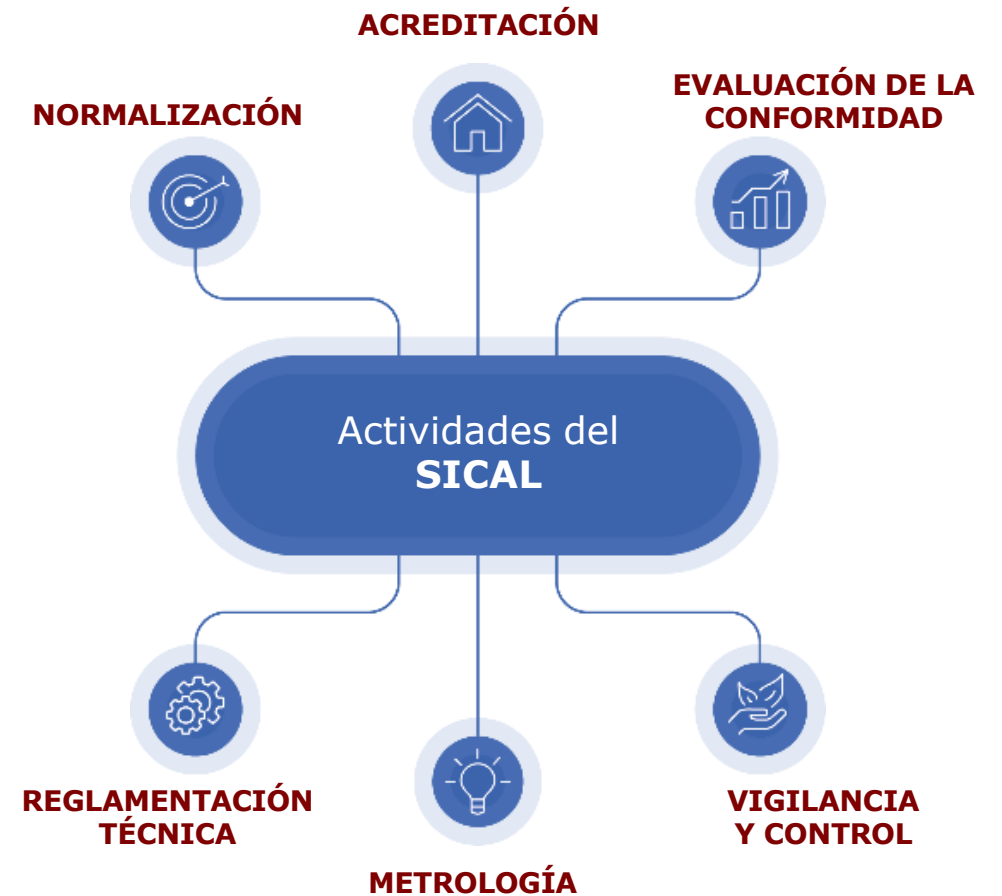 ACREDITACIÓN
NORMALIZACIÓN
EVALUACIÓN DE LA
CONFORMIDAD
Actividades del
SICAL
REGLAMENTACIÓN
TÉCNICA
METROLOGÍA
VIGILANCIA
Y CONTROL